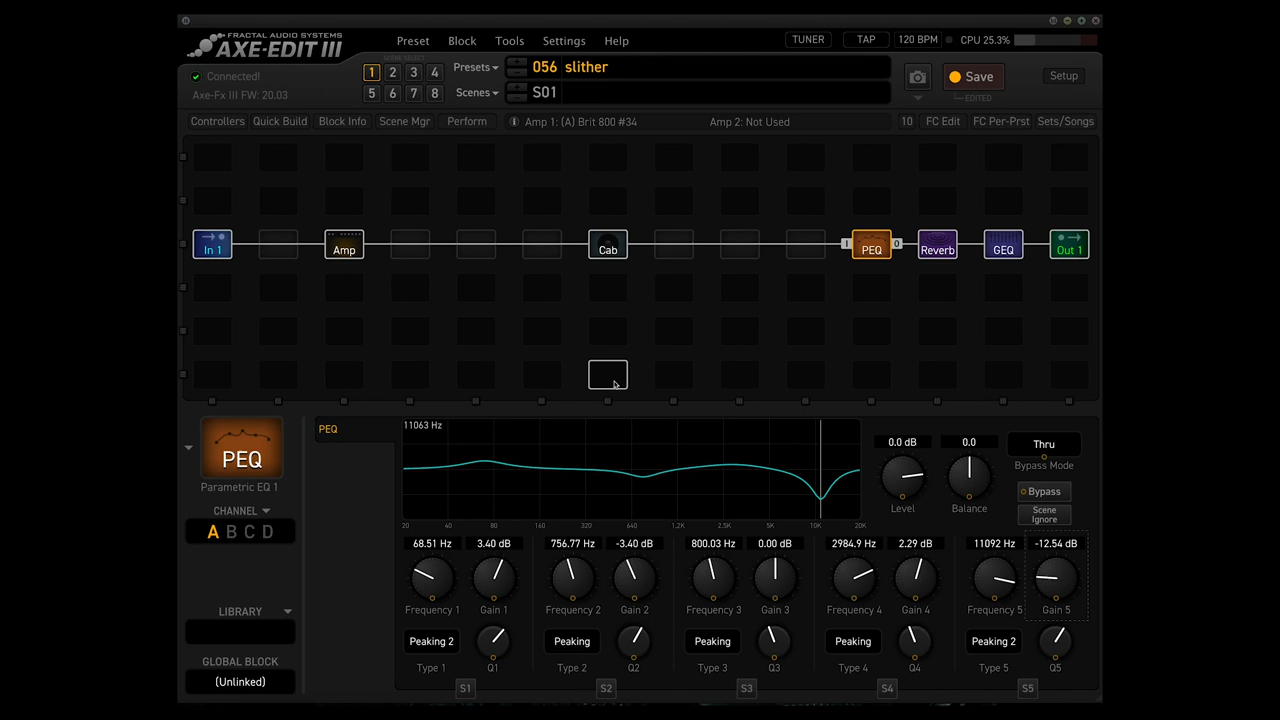 FRACTAL AUDIO SYSTEMS
AXE-EDIT III
Preset Block Tools Settings Help
TUNER TAP 120 BPM CPU 25.3%
Connected!
Axe-Fx III FW: 20.03
SCENE SELECT
1 2 3 4
5 6 7 8
Presets 056 slither
Scenes S01
Save
EDITED
Setup
Controllers Quick Build Block Info Scene Mgr Perform Amp 1: (A) Brit 800 #34 Amp 2: Not Used 10 FC Edit FC Per-Prst Sets/Songs
In 1 Amp Cab I PEQ O Reverb GEQ Out 1
PEQ
Parametric EQ 1
CHANNEL
A B C D
LIBRARY
GLOBAL BLOCK
(Unlinked)
PEQ
11063 Hz
20 40 80 160 320 640 1.2K 2.5K 5K 10K 20K
0.0 dB 0.0 Thru
Level Balance Bypass Mode
Bypass
Scene
Ignore
68.51 Hz 3.40 dB 756.77 Hz -3.40 dB 800.03 Hz 0.00 dB 2984.9 Hz 2.29 dB 11092 Hz -12.54 dB
Frequency 1 Gain 1 Frequency 2 Gain 2 Frequency 3 Gain 3 Frequency 4 Gain 4 Frequency 5 Gain 5
Peaking 2 Peaking Peaking Peaking Peaking 2
Type 1 Q1 Type 2 Q2 Type 3 Q3 Type 4 Q4 Type 5 Q5
S1 S2 S3 S4 S5